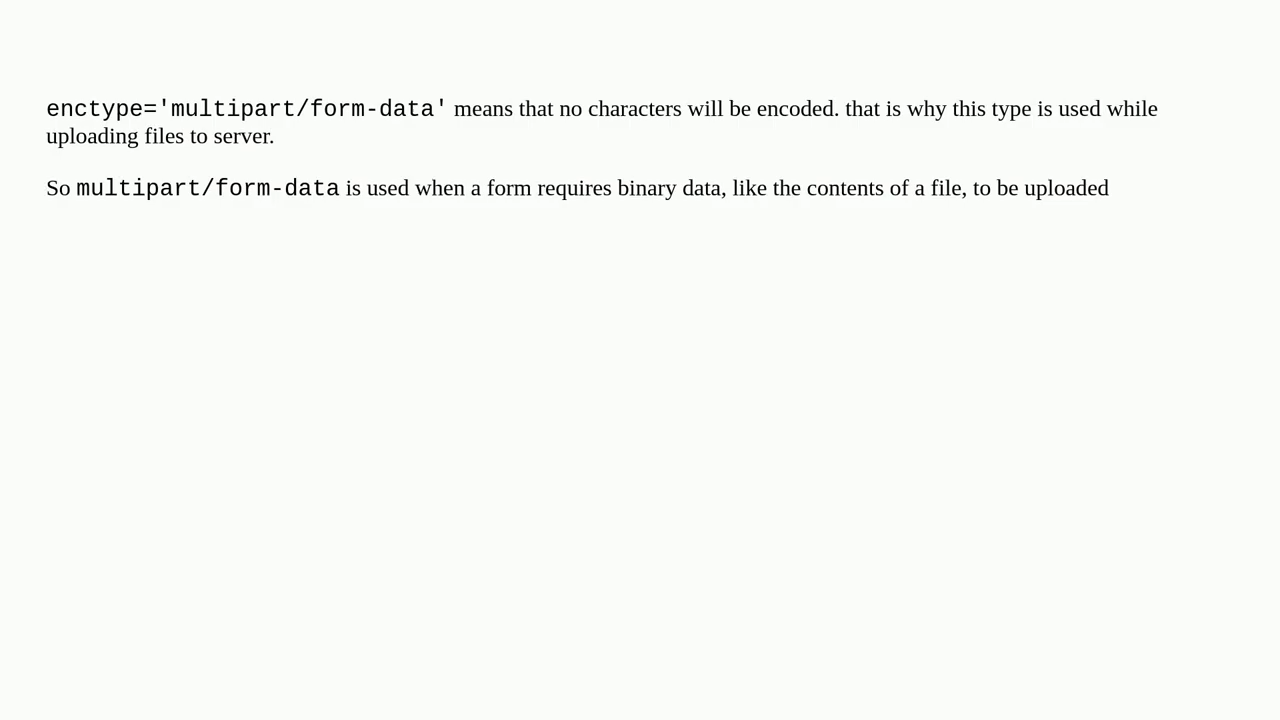 enctype='multipart/form-data' means that no characters will be encoded. that is why this type is used while
uploading files to server.
So multipart/form-data is used when a form requires binary data, like the contents of a file, to be uploaded